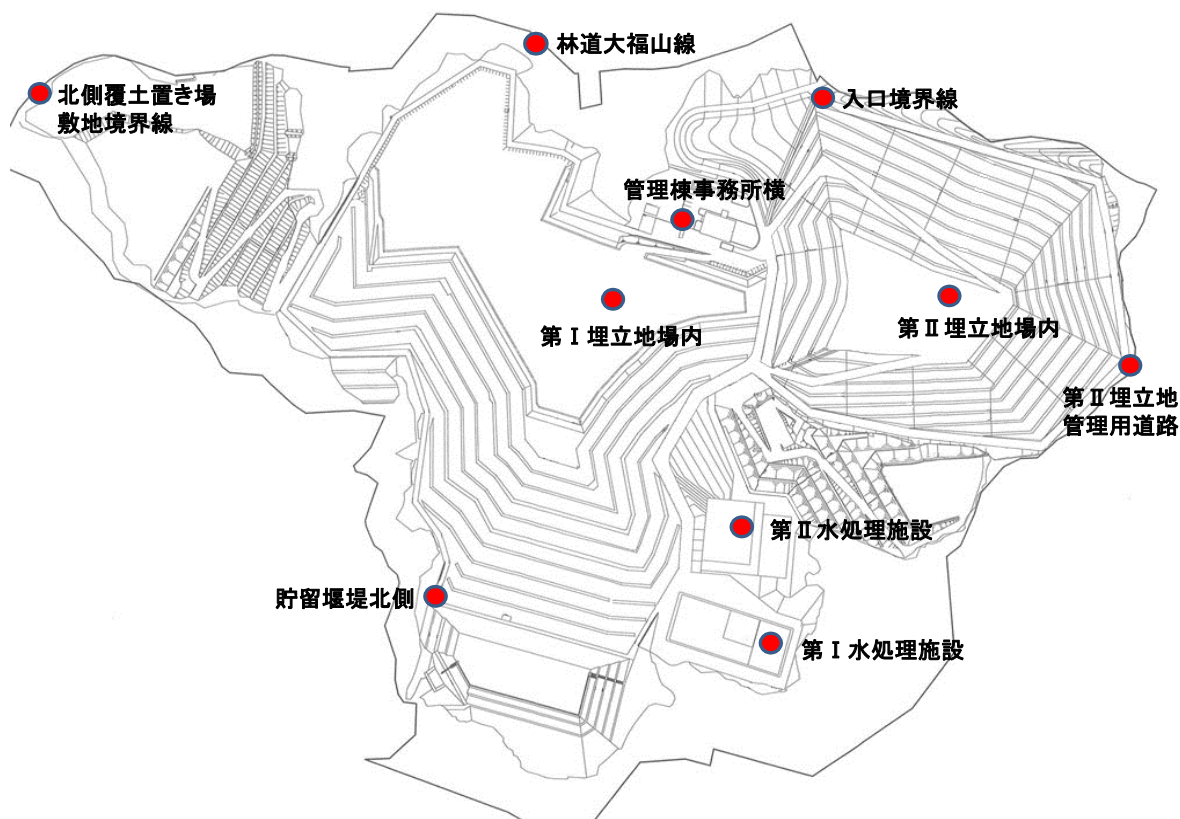 林道大福山線
北側覆土置き場
敷地境界線
入口境界線
管理棟事務所横
第Ⅰ埋立地場内
第Ⅱ埋立地場内
第Ⅱ埋立地
管理用道路
第Ⅱ水処理施設
貯留堰堤北側
第Ⅰ水処理施設